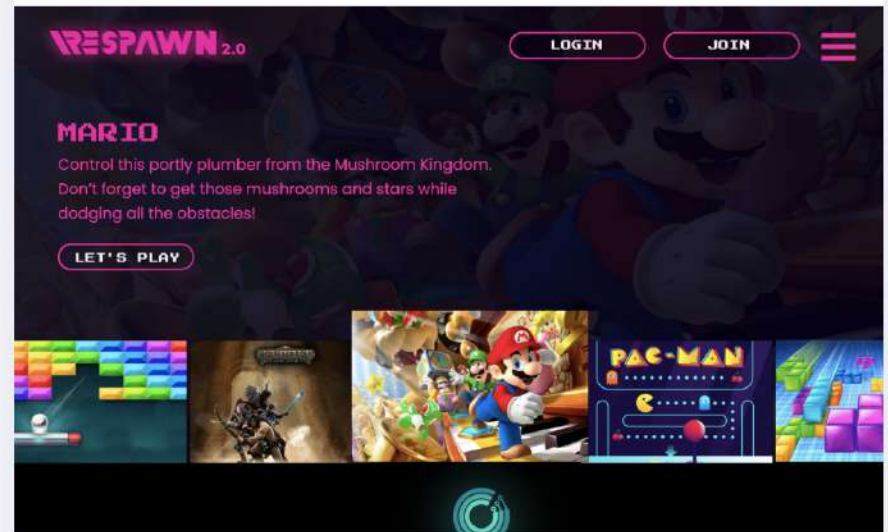 RESPAWN 2.0
LOGIN
JOIN
MARIO
Control this portly plumber from the Mushroom Kingdom.
Don't forget to get those mushrooms and stars while
dodging all the obstacles!
LET'S PLAY
PAC-MAN